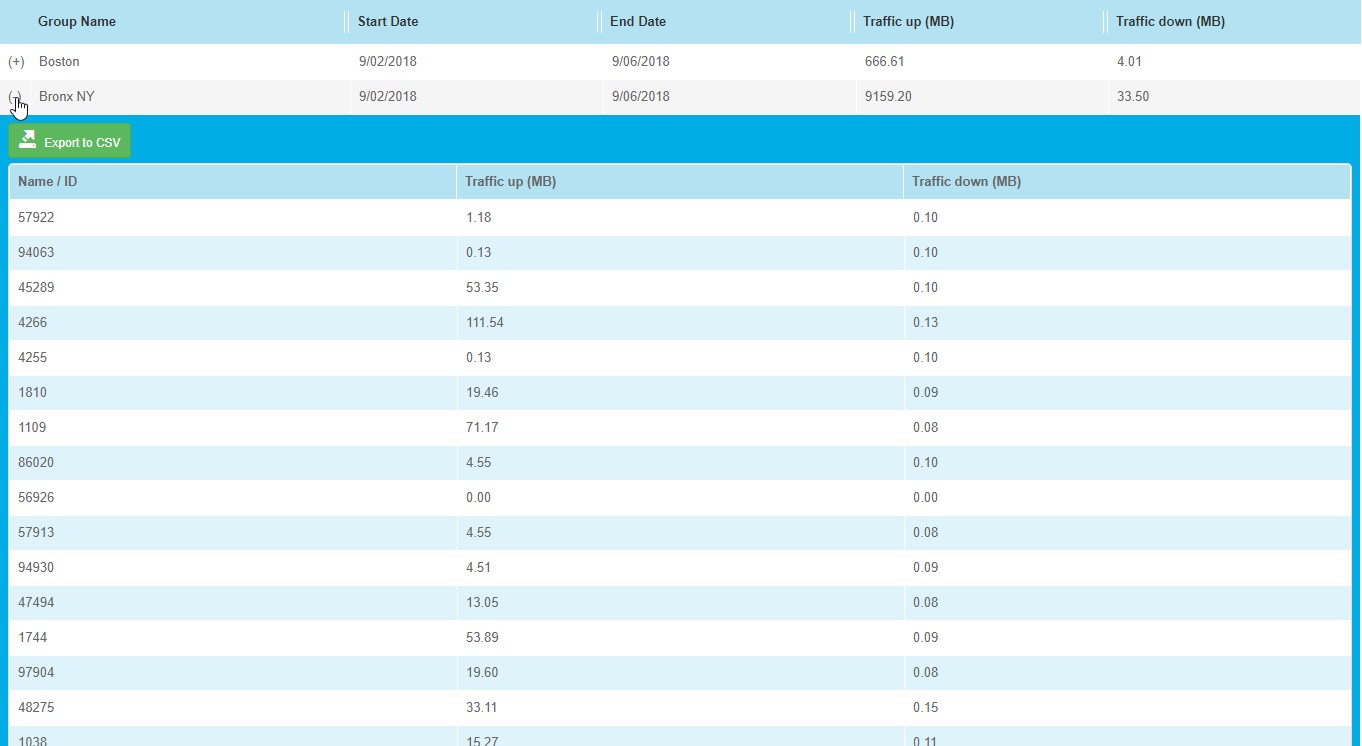 Group Name Start Date End Date Traffic up (MB) Traffic down (MB)
(+) Boston 9/02/2018 9/06/2018 666.61 4.01
(-) Bronx NY 9/02/2018 9/06/2018 9159.20 33.50
Export to CSV
Name / ID Traffic up (MB) Traffic down (MB)
57922 1.18 0.10
94063 0.13 0.10
45289 53.35 0.10
4266 111.54 0.13
4255 0.13 0.10
1810 19.46 0.09
1109 71.17 0.08
86020 4.55 0.10
56926 0.00 0.00
57913 4.55 0.08
94930 4.51 0.09
47494 13.05 0.08
1744 53.89 0.09
97904 19.60 0.08
48275 33.11 0.15
1038 15.27 0.11